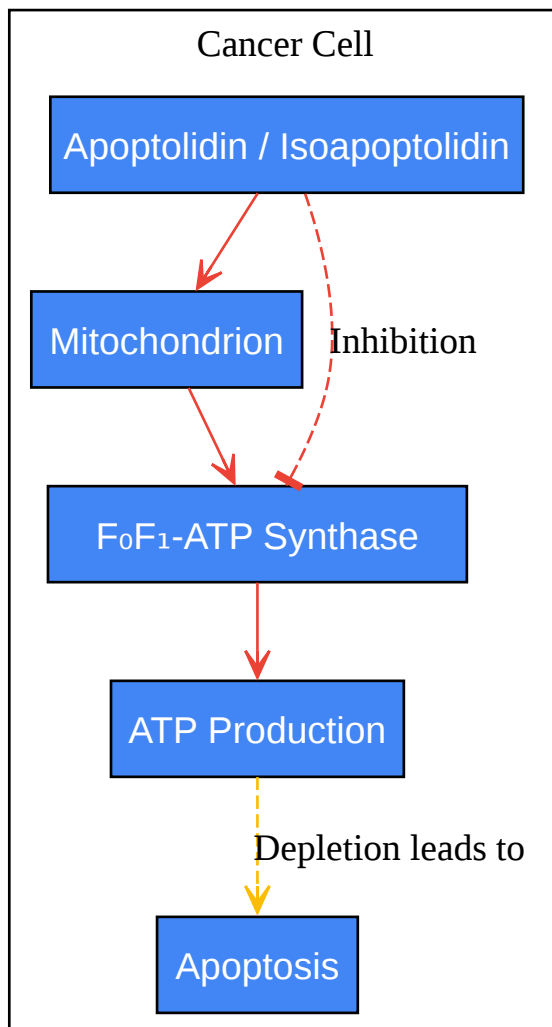 Cancer Cell
Apoptolidin / Isoapoptolidin
Mitochondrion
Inhibition
F₀F₁-ATP Synthase
ATP Production
Depletion leads to
Apoptosis